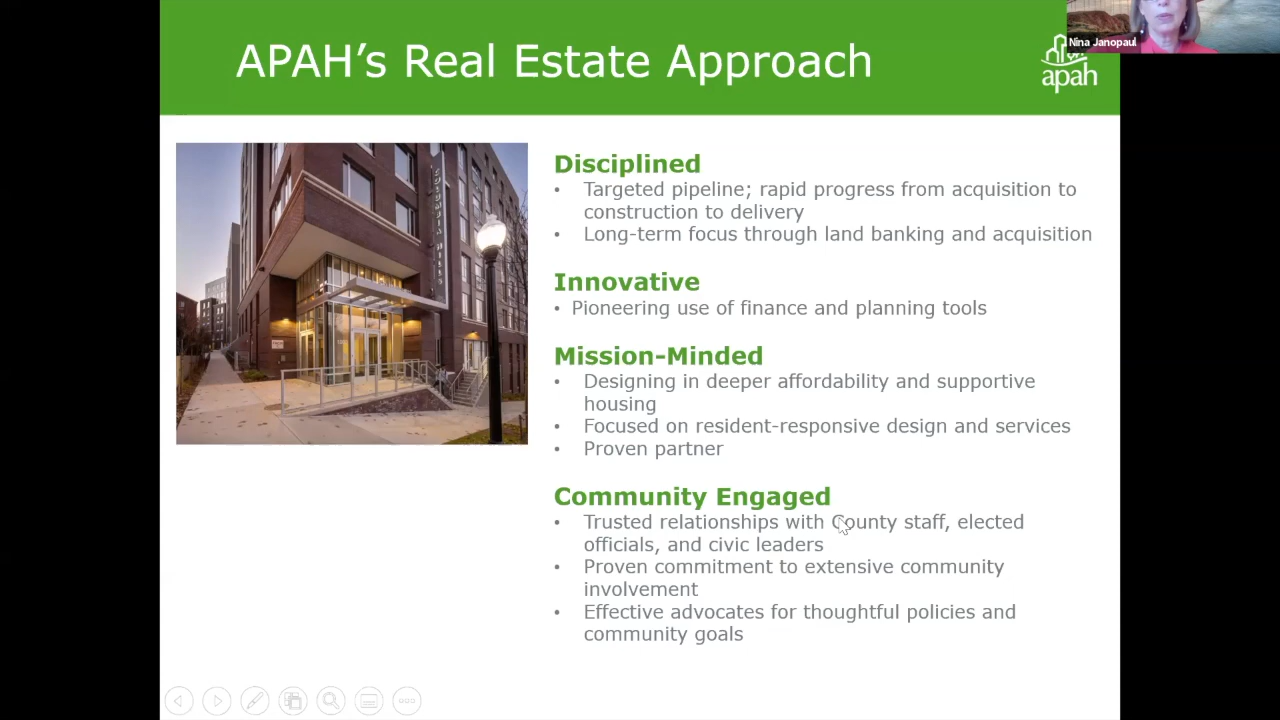 APAH's Real Estate Approach
Nina Janopaul
apah
COLUMBIA HILLS
Disciplined
• Targeted pipeline; rapid progress from acquisition to
construction to delivery
• Long-term focus through land banking and acquisition
Innovative
• Pioneering use of finance and planning tools
Mission-Minded
• Designing in deeper affordability and supportive
housing
• Focused on resident-responsive design and services
• Proven partner
Community Engaged
• Trusted relationships with County staff, elected
officials, and civic leaders
• Proven commitment to extensive community
involvement
• Effective advocates for thoughtful policies and
community goals